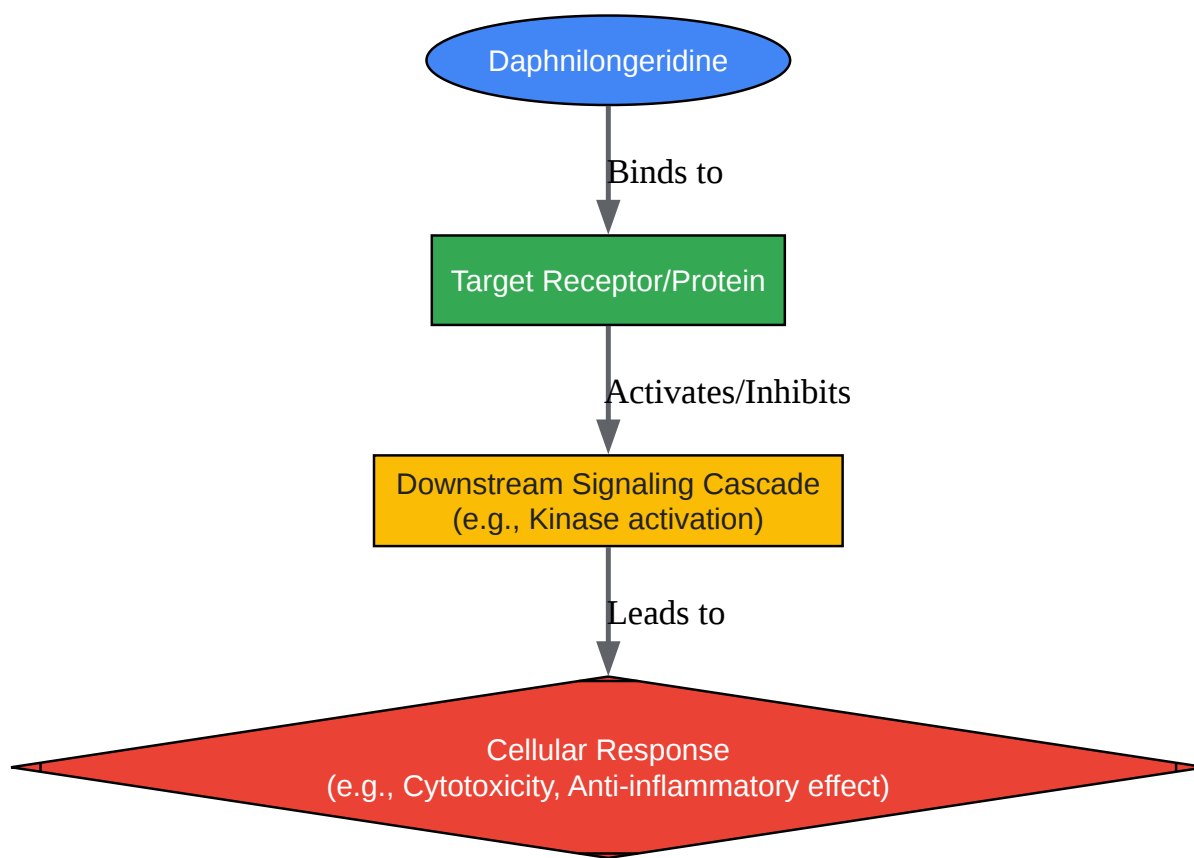 Daphnilongeridine
Binds to
Target Receptor/Protein
Activates/Inhibits
Downstream Signaling Cascade
(e.g., Kinase activation)
Leads to
Cellular Response
(e.g., Cytotoxicity, Anti-inflammatory effect)